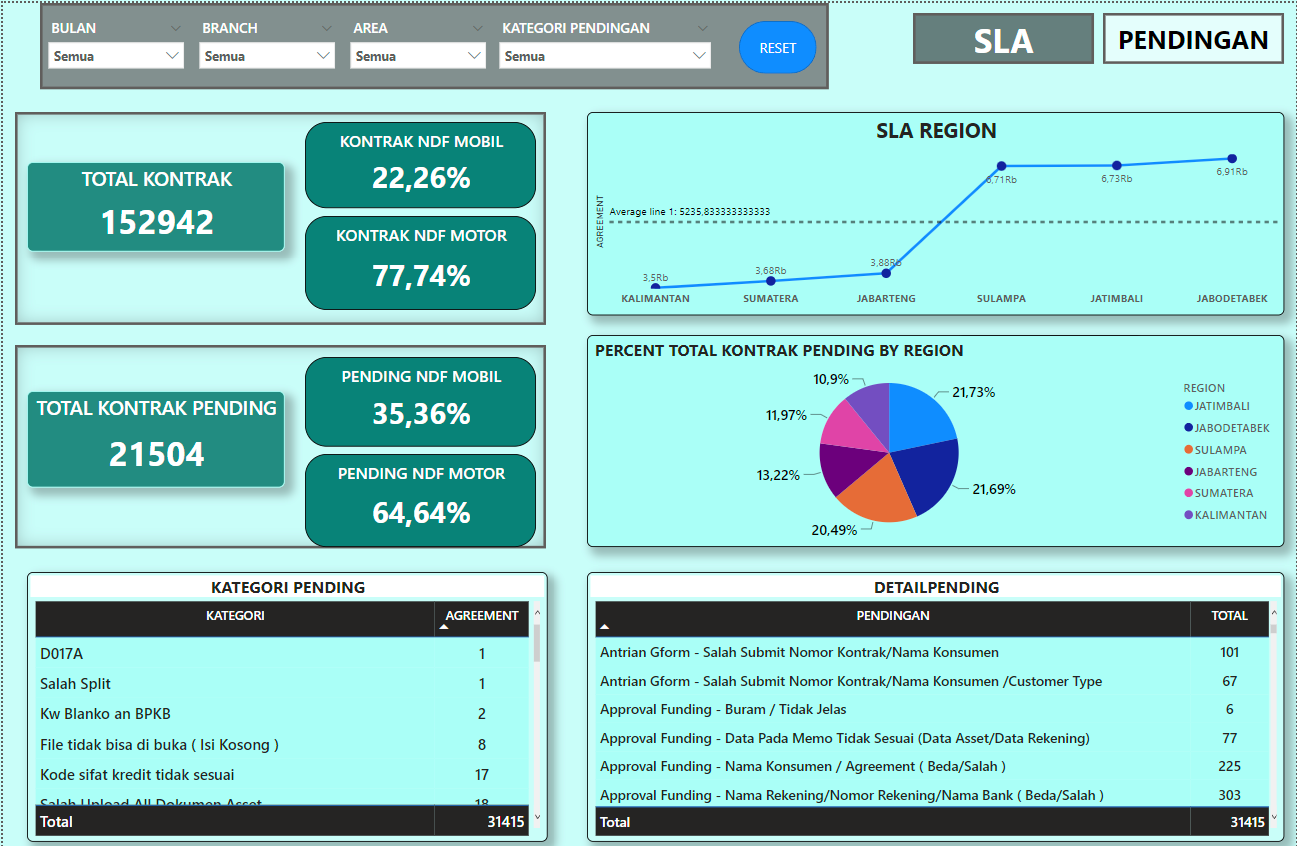 BULAN
Semua
BRANCH
Semua
AREA
Semua
KATEGORI PENDINGAN
Semua
RESET
SLA
PENDINGAN
TOTAL KONTRAK
152942
KONTRAK NDF MOBIL
22,26%
KONTRAK NDF MOTOR
77,74%
SLA REGION
AGREEMENT
Average line 1: 5235,833333333333
3,5Rb
3,68Rb
3,88Rb
6,71Rb
6,73Rb
6,91Rb
KALIMANTAN
SUMATERA
JABARTENG
SULAMPA
JATIMBALI
JABODETABEK
TOTAL KONTRAK PENDING
21504
PENDING NDF MOBIL
35,36%
PENDING NDF MOTOR
64,64%
PERCENT TOTAL KONTRAK PENDING BY REGION
21,73%
21,69%
20,49%
13,22%
11,97%
10,9%
REGION
JATIMBALI
JABODETABEK
SULAMPA
JABARTENG
SUMATERA
KALIMANTAN
KATEGORI PENDING
KATEGORI AGREEMENT
D017A 1
Salah Split 1
Kw Blanko an BPKB 2
File tidak bisa di buka ( Isi Kosong ) 8
Kode sifat kredit tidak sesuai 17
Salah Upload All Dokumen Asset 18
Total 31415
DETAILPENDING
PENDINGAN TOTAL
Antrian Gform - Salah Submit Nomor Kontrak/Nama Konsumen 101
Antrian Gform - Salah Submit Nomor Kontrak/Nama Konsumen /Customer Type 67
Approval Funding - Buram / Tidak Jelas 6
Approval Funding - Data Pada Memo Tidak Sesuai (Data Asset/Data Rekening) 77
Approval Funding - Nama Konsumen / Agreement ( Beda/Salah ) 225
Approval Funding - Nama Rekening/Nomor Rekening/Nama Bank ( Beda/Salah ) 303
Total 31415